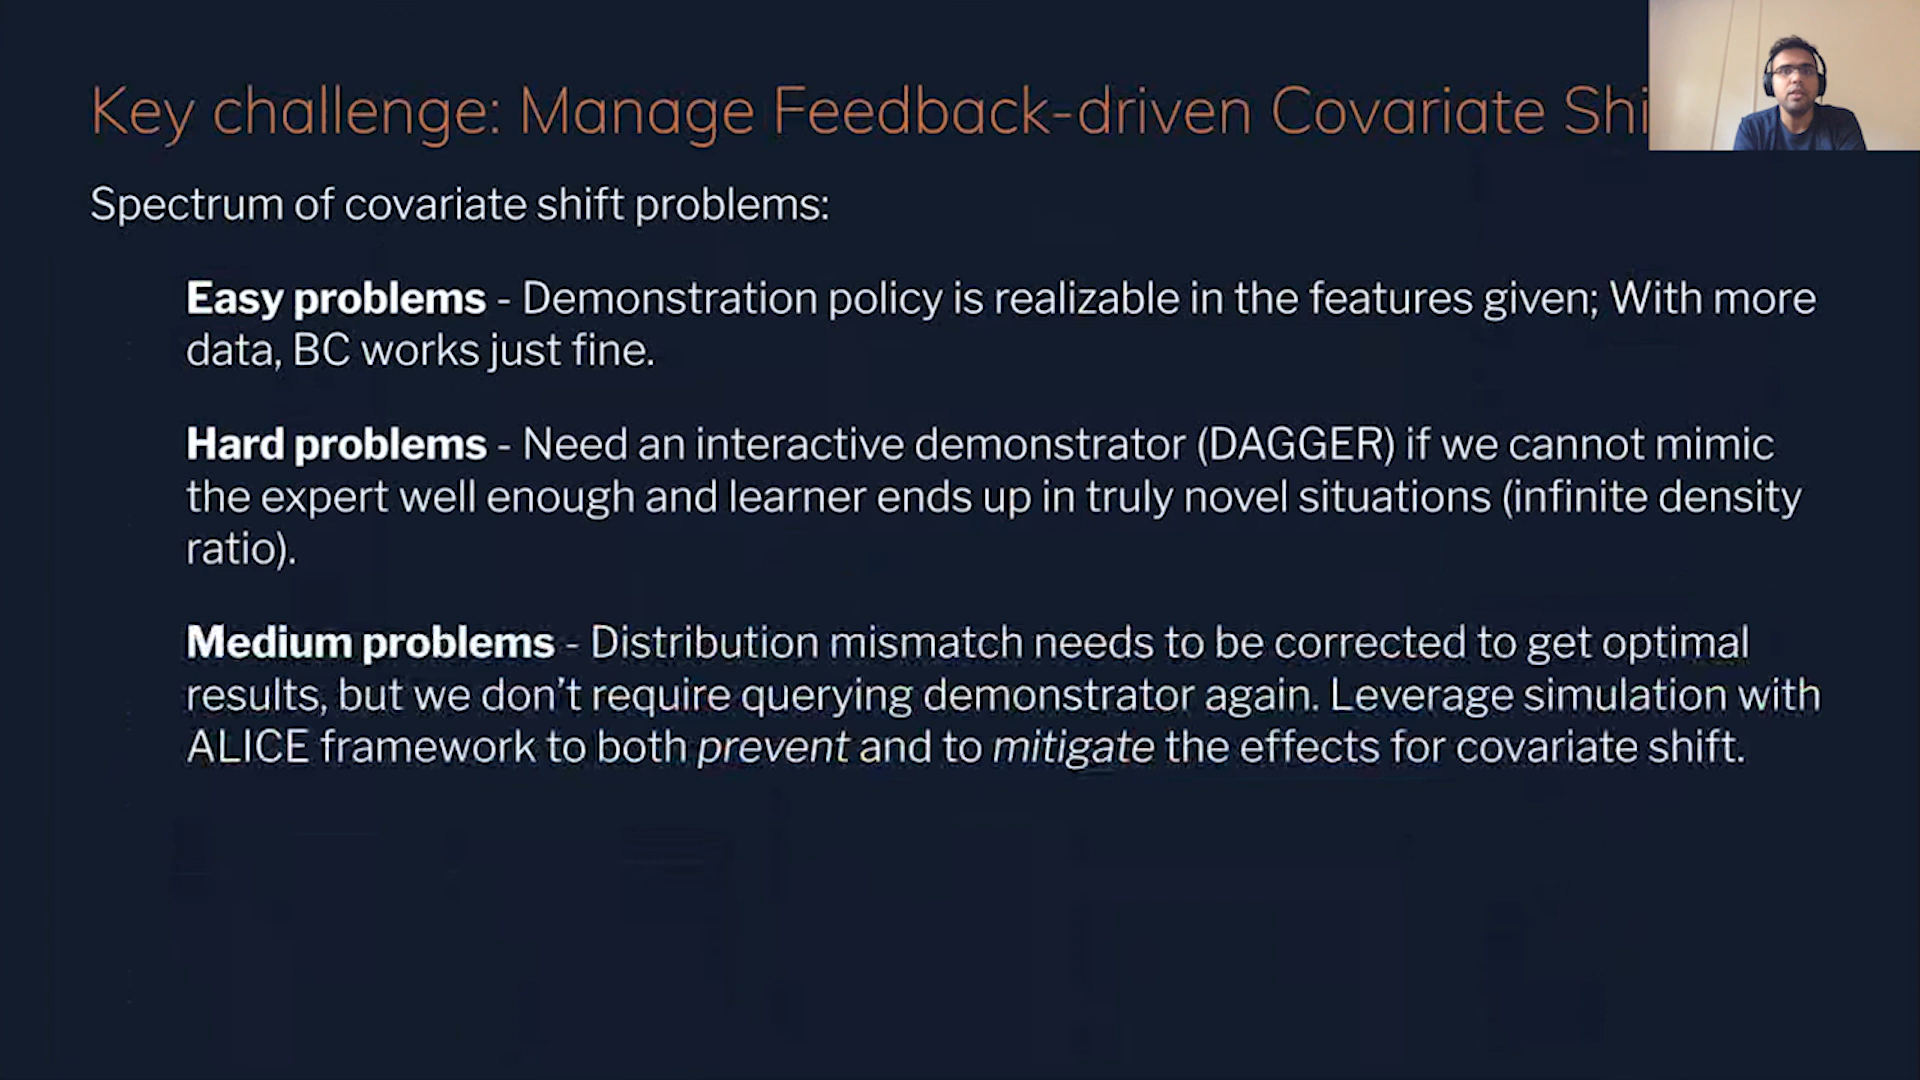 Key challenge: Manage Feedback-driven Covariate Shi
Spectrum of covariate shift problems:
Easy problems - Demonstration policy is realizable in the features given; With more
data, BC works just fine.
Hard problems - Need an interactive demonstrator (DAGGER) if we cannot mimic
the expert well enough and learner ends up in truly novel situations (infinite density
ratio).
Medium problems - Distribution mismatch needs to be corrected to get optimal
results, but we don’t require querying demonstrator again. Leverage simulation with
ALICE framework to both prevent and to mitigate the effects for covariate shift.